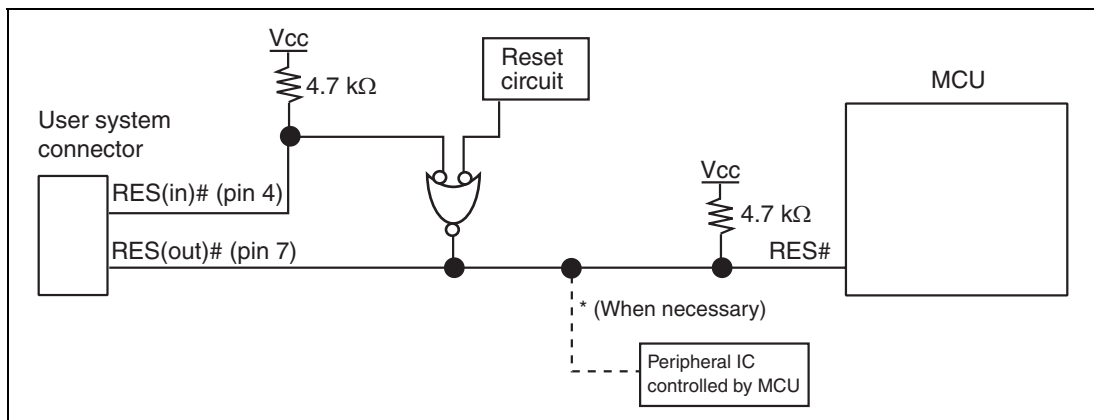 Vcc
4.7 kΩ
Reset
circuit
MCU
User system
connector
RES(in)# (pin 4)
Vcc
4.7 kΩ
RES(out)# (pin 7)
RES#
* (When necessary)
Peripheral IC
controlled by MCU